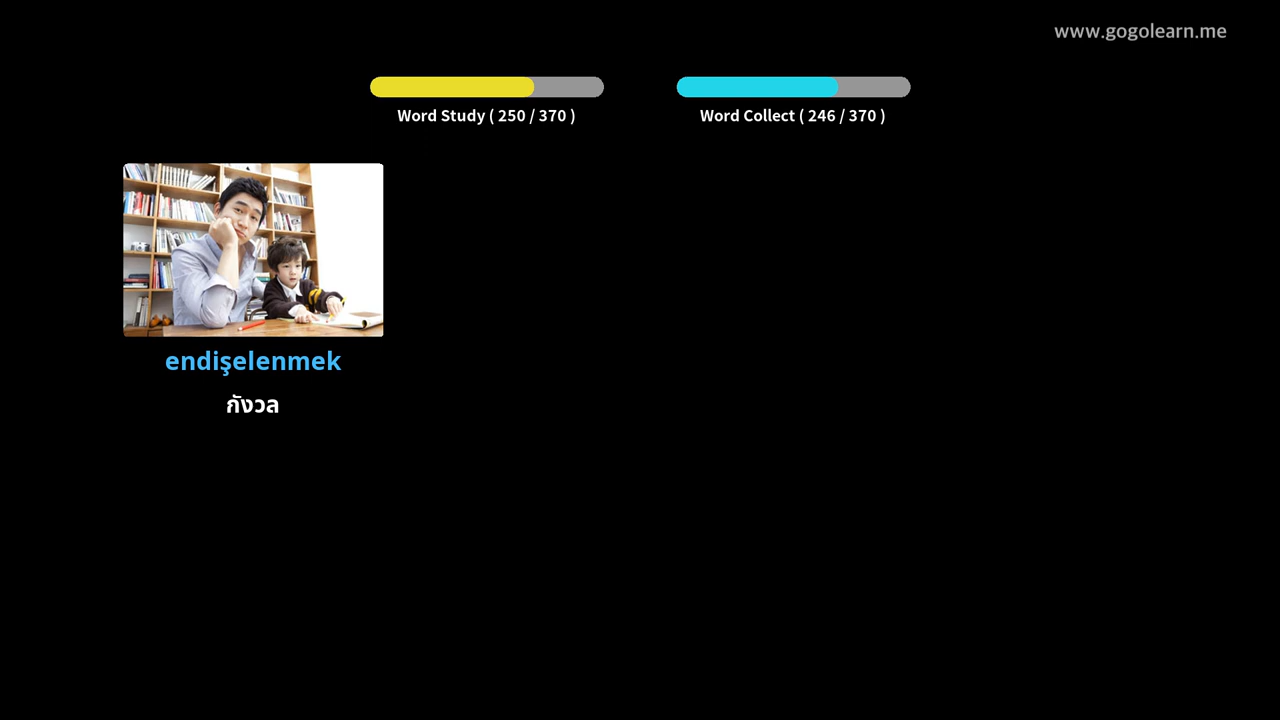 www.gogolearn.me
Word Study ( 250 / 370 )
Word Collect ( 246 / 370 )
endişelenmek
กังวล